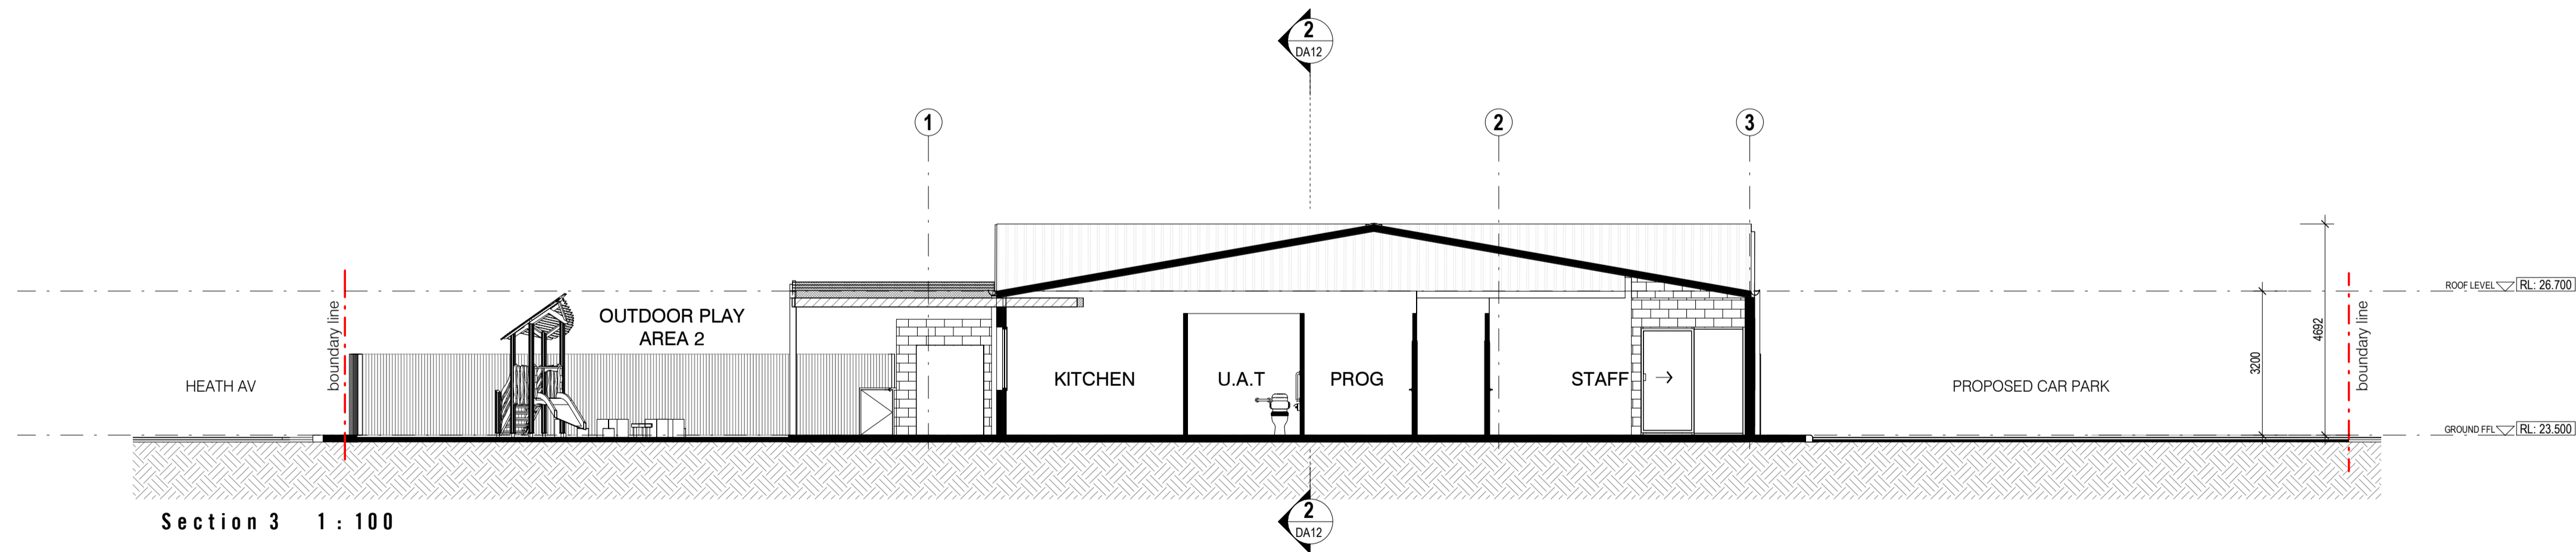 2
DA12
1
2
3
ROOF LEVEL
RL: 26.700
boundary line
OUTDOOR PLAY
AREA 2
boundary line
4692
3200
HEATH AV
KITCHEN
U.A.T
PROG
STAFF
PROPOSED CAR PARK
GROUND FFL
RL: 23.500
2
DA12
Section 3 1 : 100